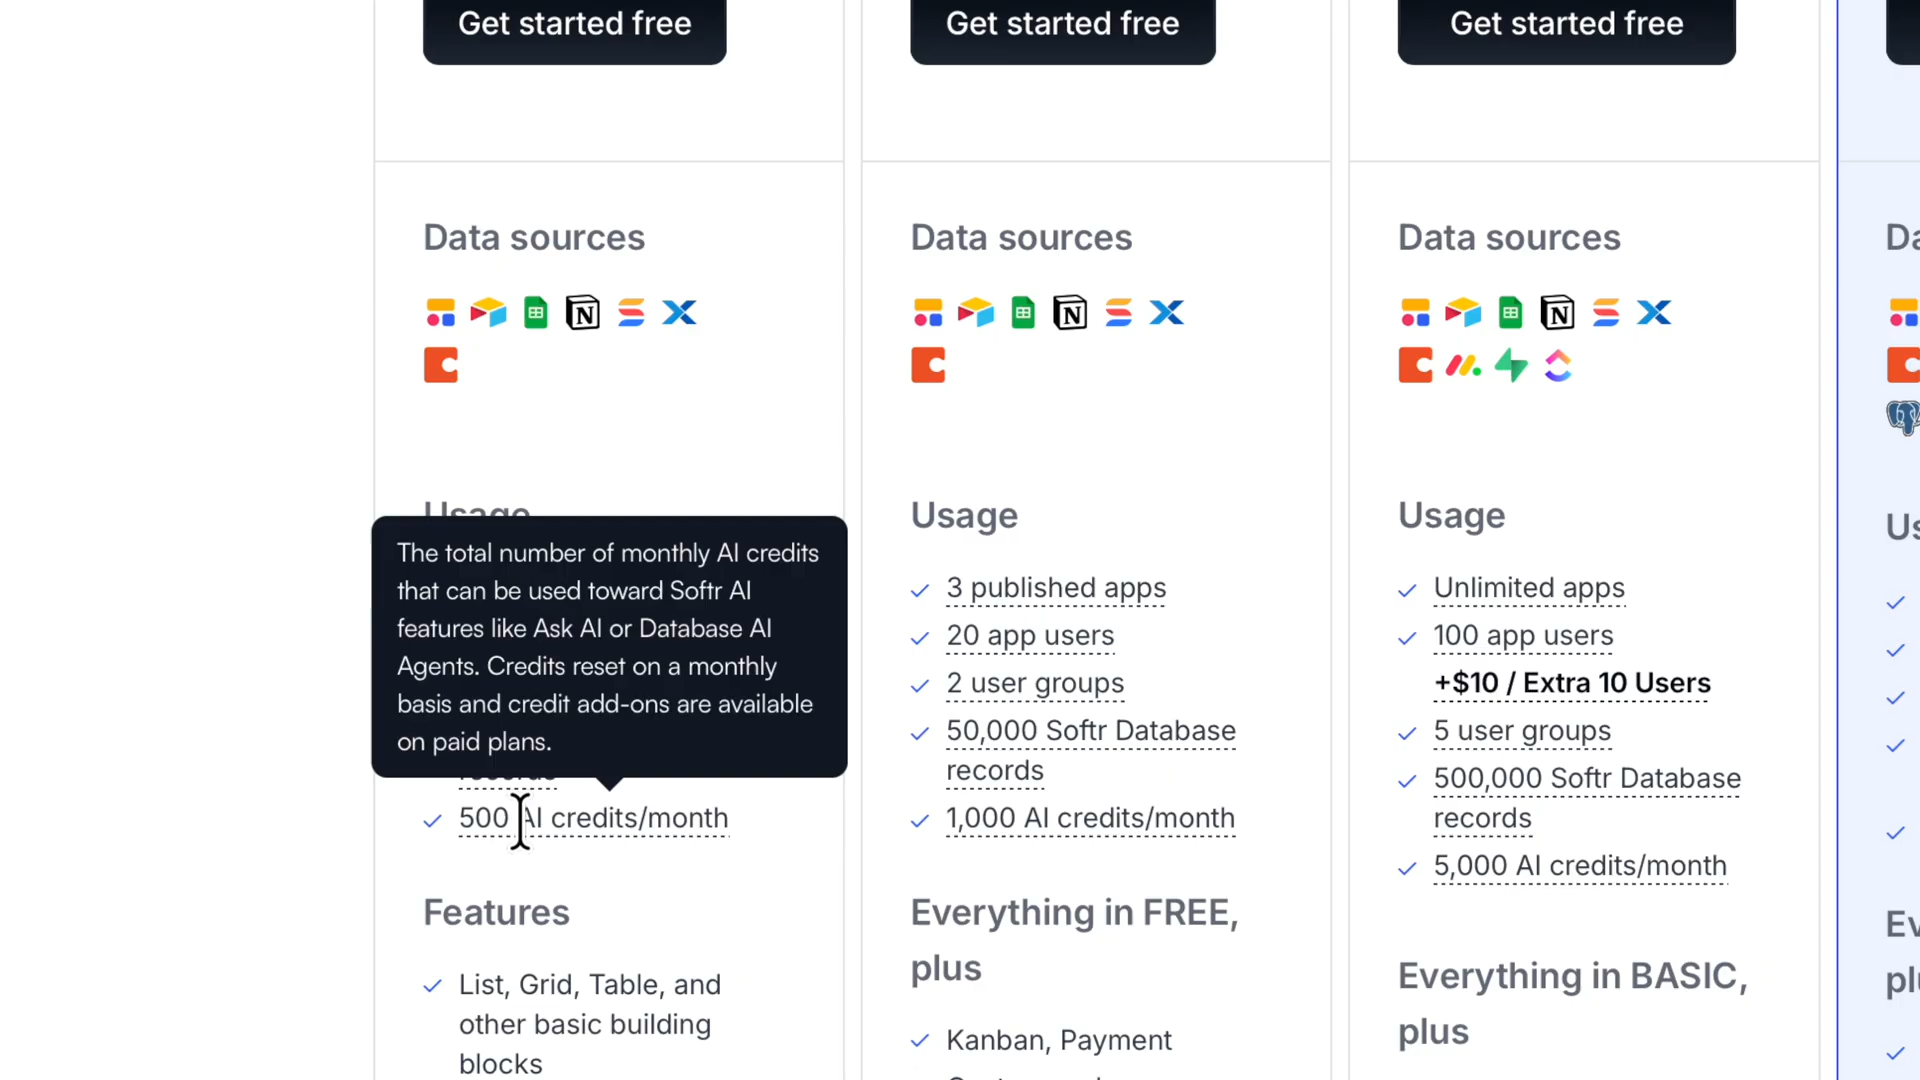 Get started free
Get started free
Get started free
Data sources
Data sources
Data sources
Usage
The total number of monthly AI credits
that can be used toward Softr AI
features like Ask AI or Database AI
Agents. Credits reset on a monthly
basis and credit add-ons are available
on paid plans.
records
500 AI credits/month
Features
List, Grid, Table, and
other basic building
blocks
Usage
3 published apps
20 app users
2 user groups
50,000 Softr Database
records
1,000 AI credits/month
Everything in FREE,
plus
Kanban, Payment
Usage
Unlimited apps
100 app users
+$10 / Extra 10 Users
5 user groups
500,000 Softr Database
records
5,000 AI credits/month
Everything in BASIC,
plus